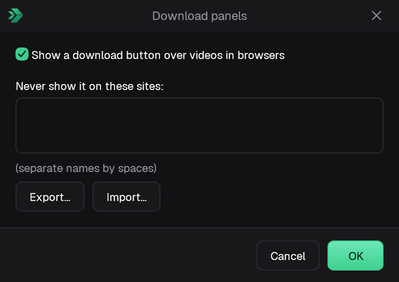 Download panels
Show a download button over videos in browsers
Never show it on these sites:
(separate names by spaces)
Export...
Import...
Cancel
OK